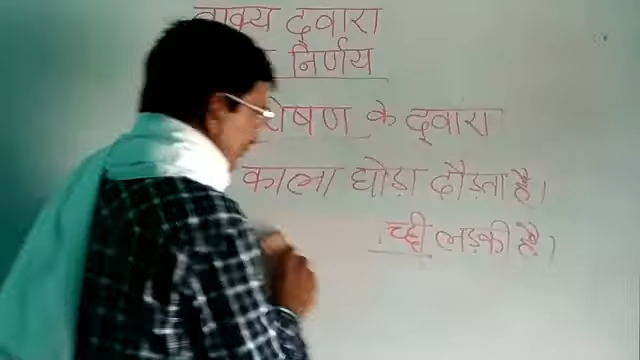 वाक्य द्वारा
निर्णय
के द्वारा
काला घोड़ा दौड़ता है।
लड़की है।